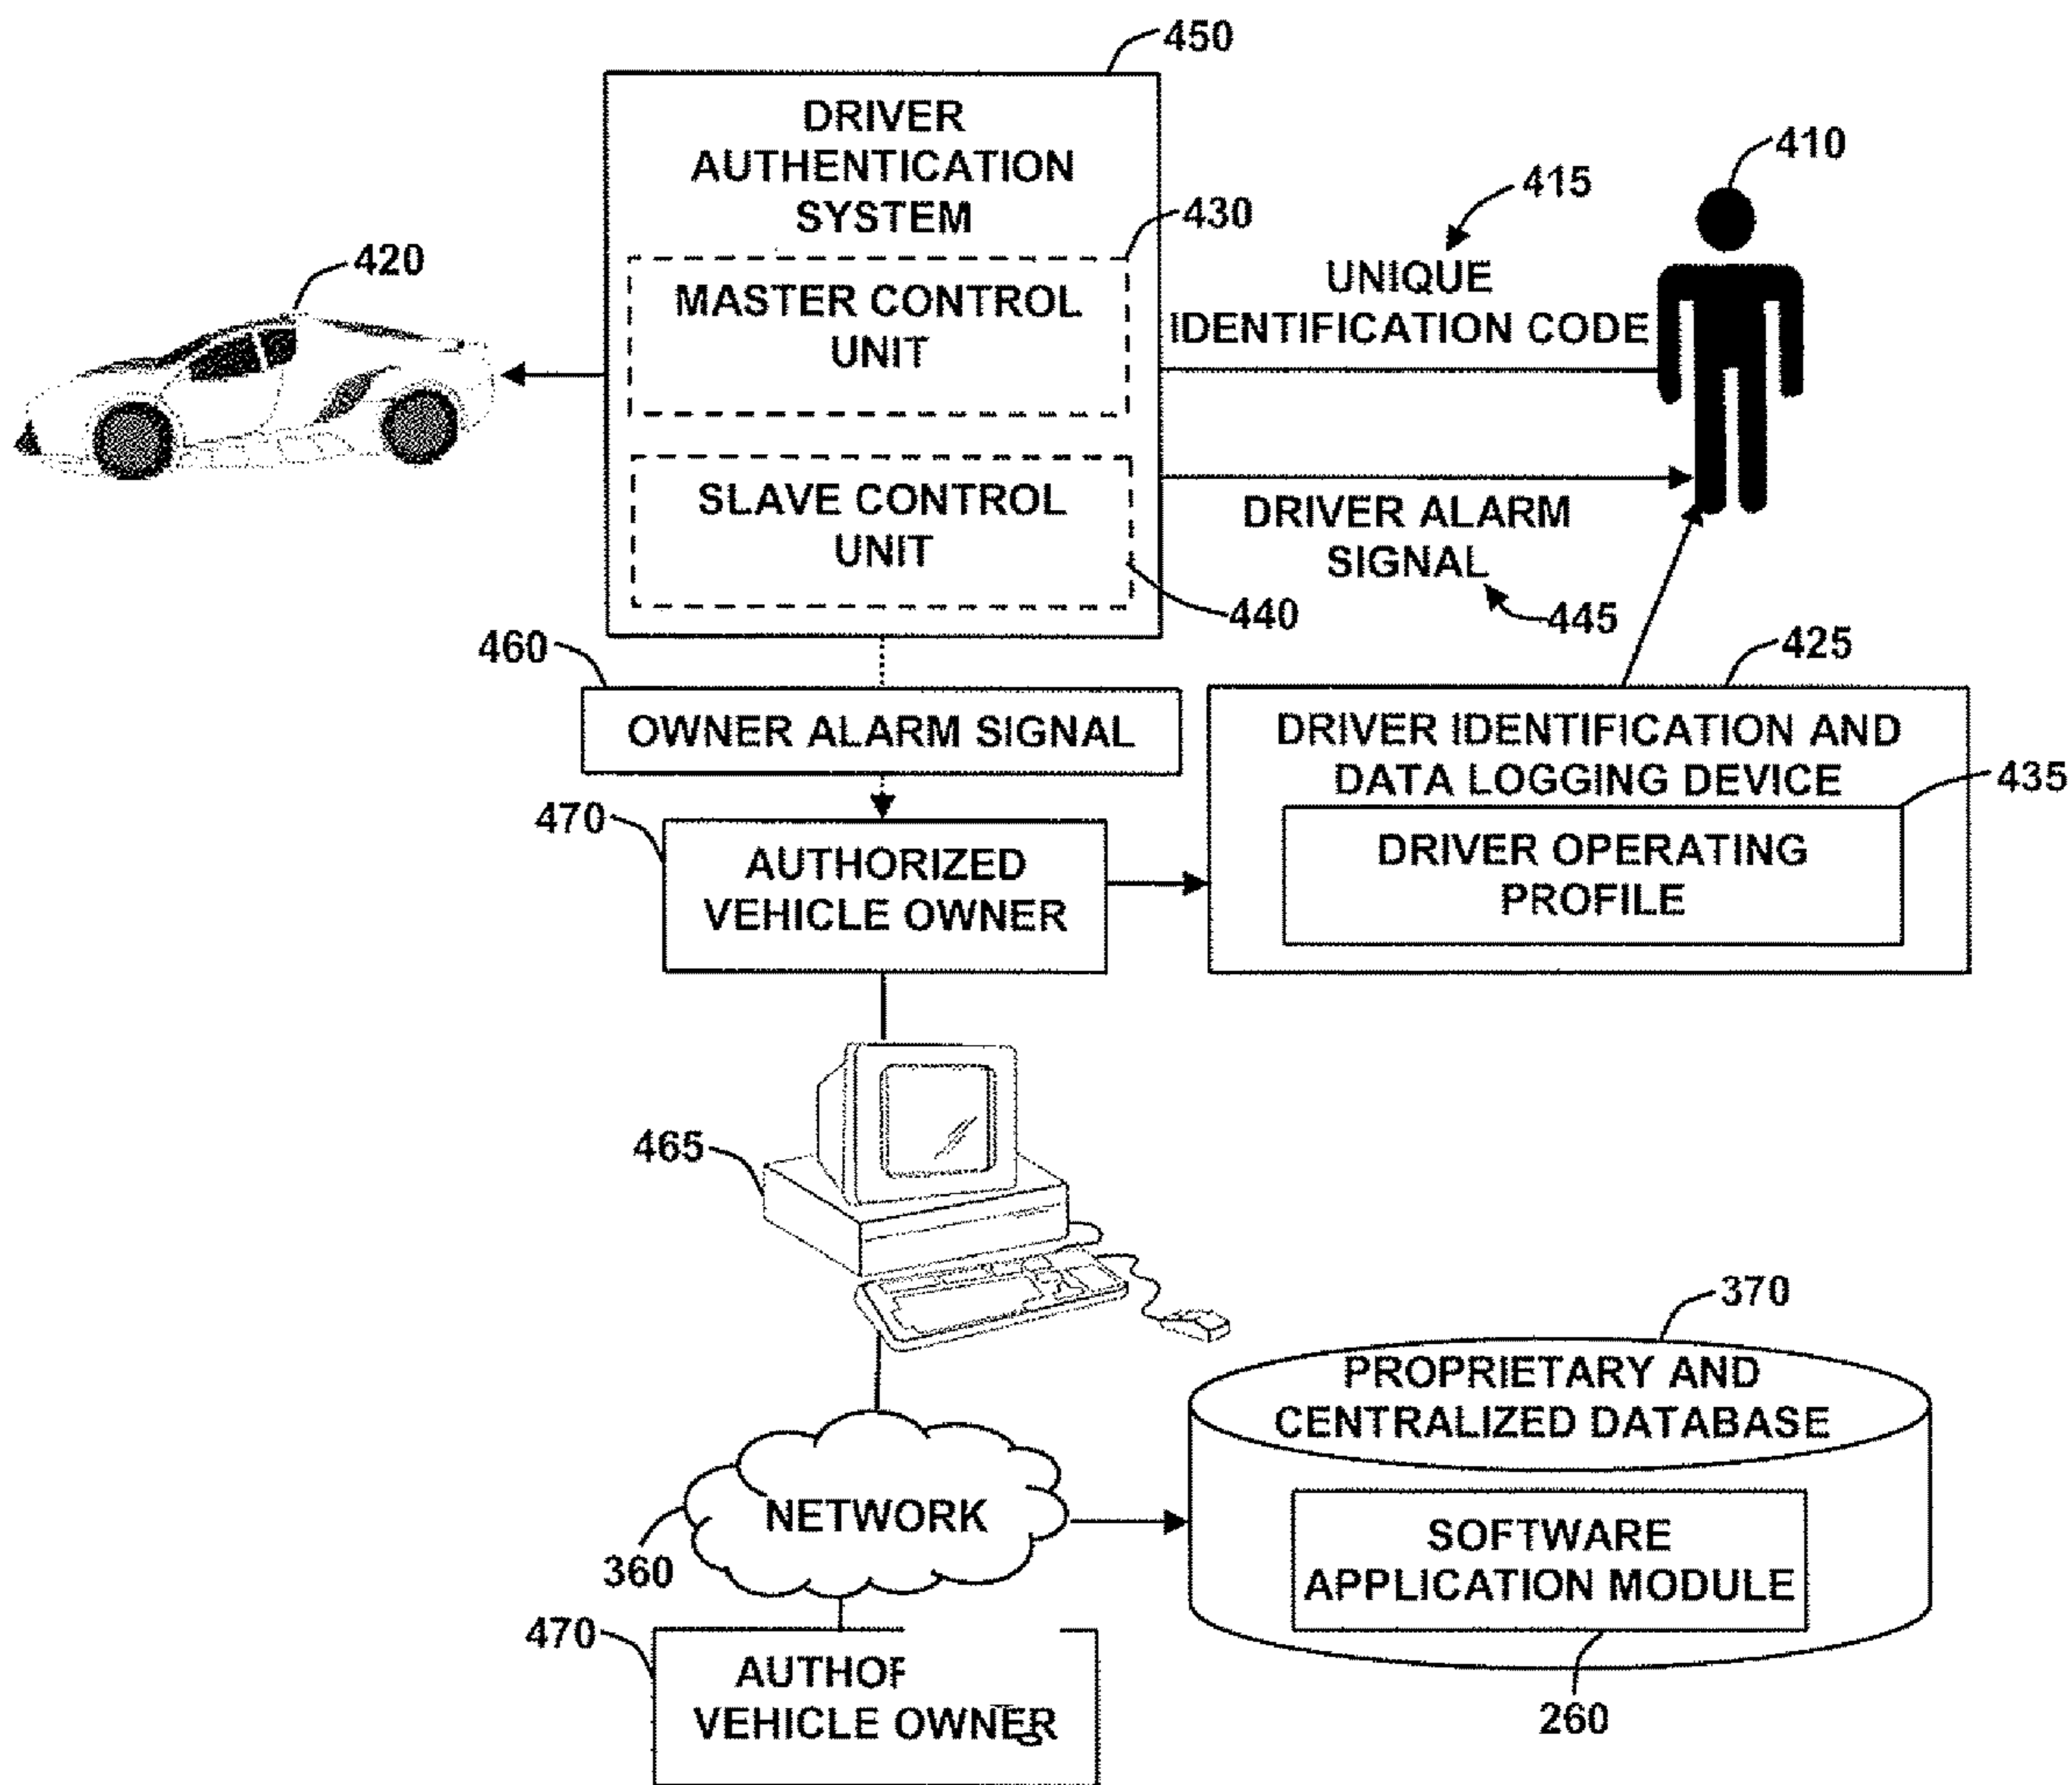 450
DRIVER
AUTHENTICATION
SYSTEM
430
MASTER CONTROL
UNIT
SLAVE CONTROL
UNIT
440
420
410
415
UNIQUE
IDENTIFICATION CODE
DRIVER ALARM
SIGNAL
445
460
OWNER ALARM SIGNAL
425
DRIVER IDENTIFICATION AND
DATA LOGGING DEVICE
435
DRIVER OPERATING
PROFILE
470
AUTHORIZED
VEHICLE OWNER
465
370
PROPRIETARY AND
CENTRALIZED DATABASE
SOFTWARE
APPLICATION MODULE
260
NETWORK
360
470
VEHICLE OWNER